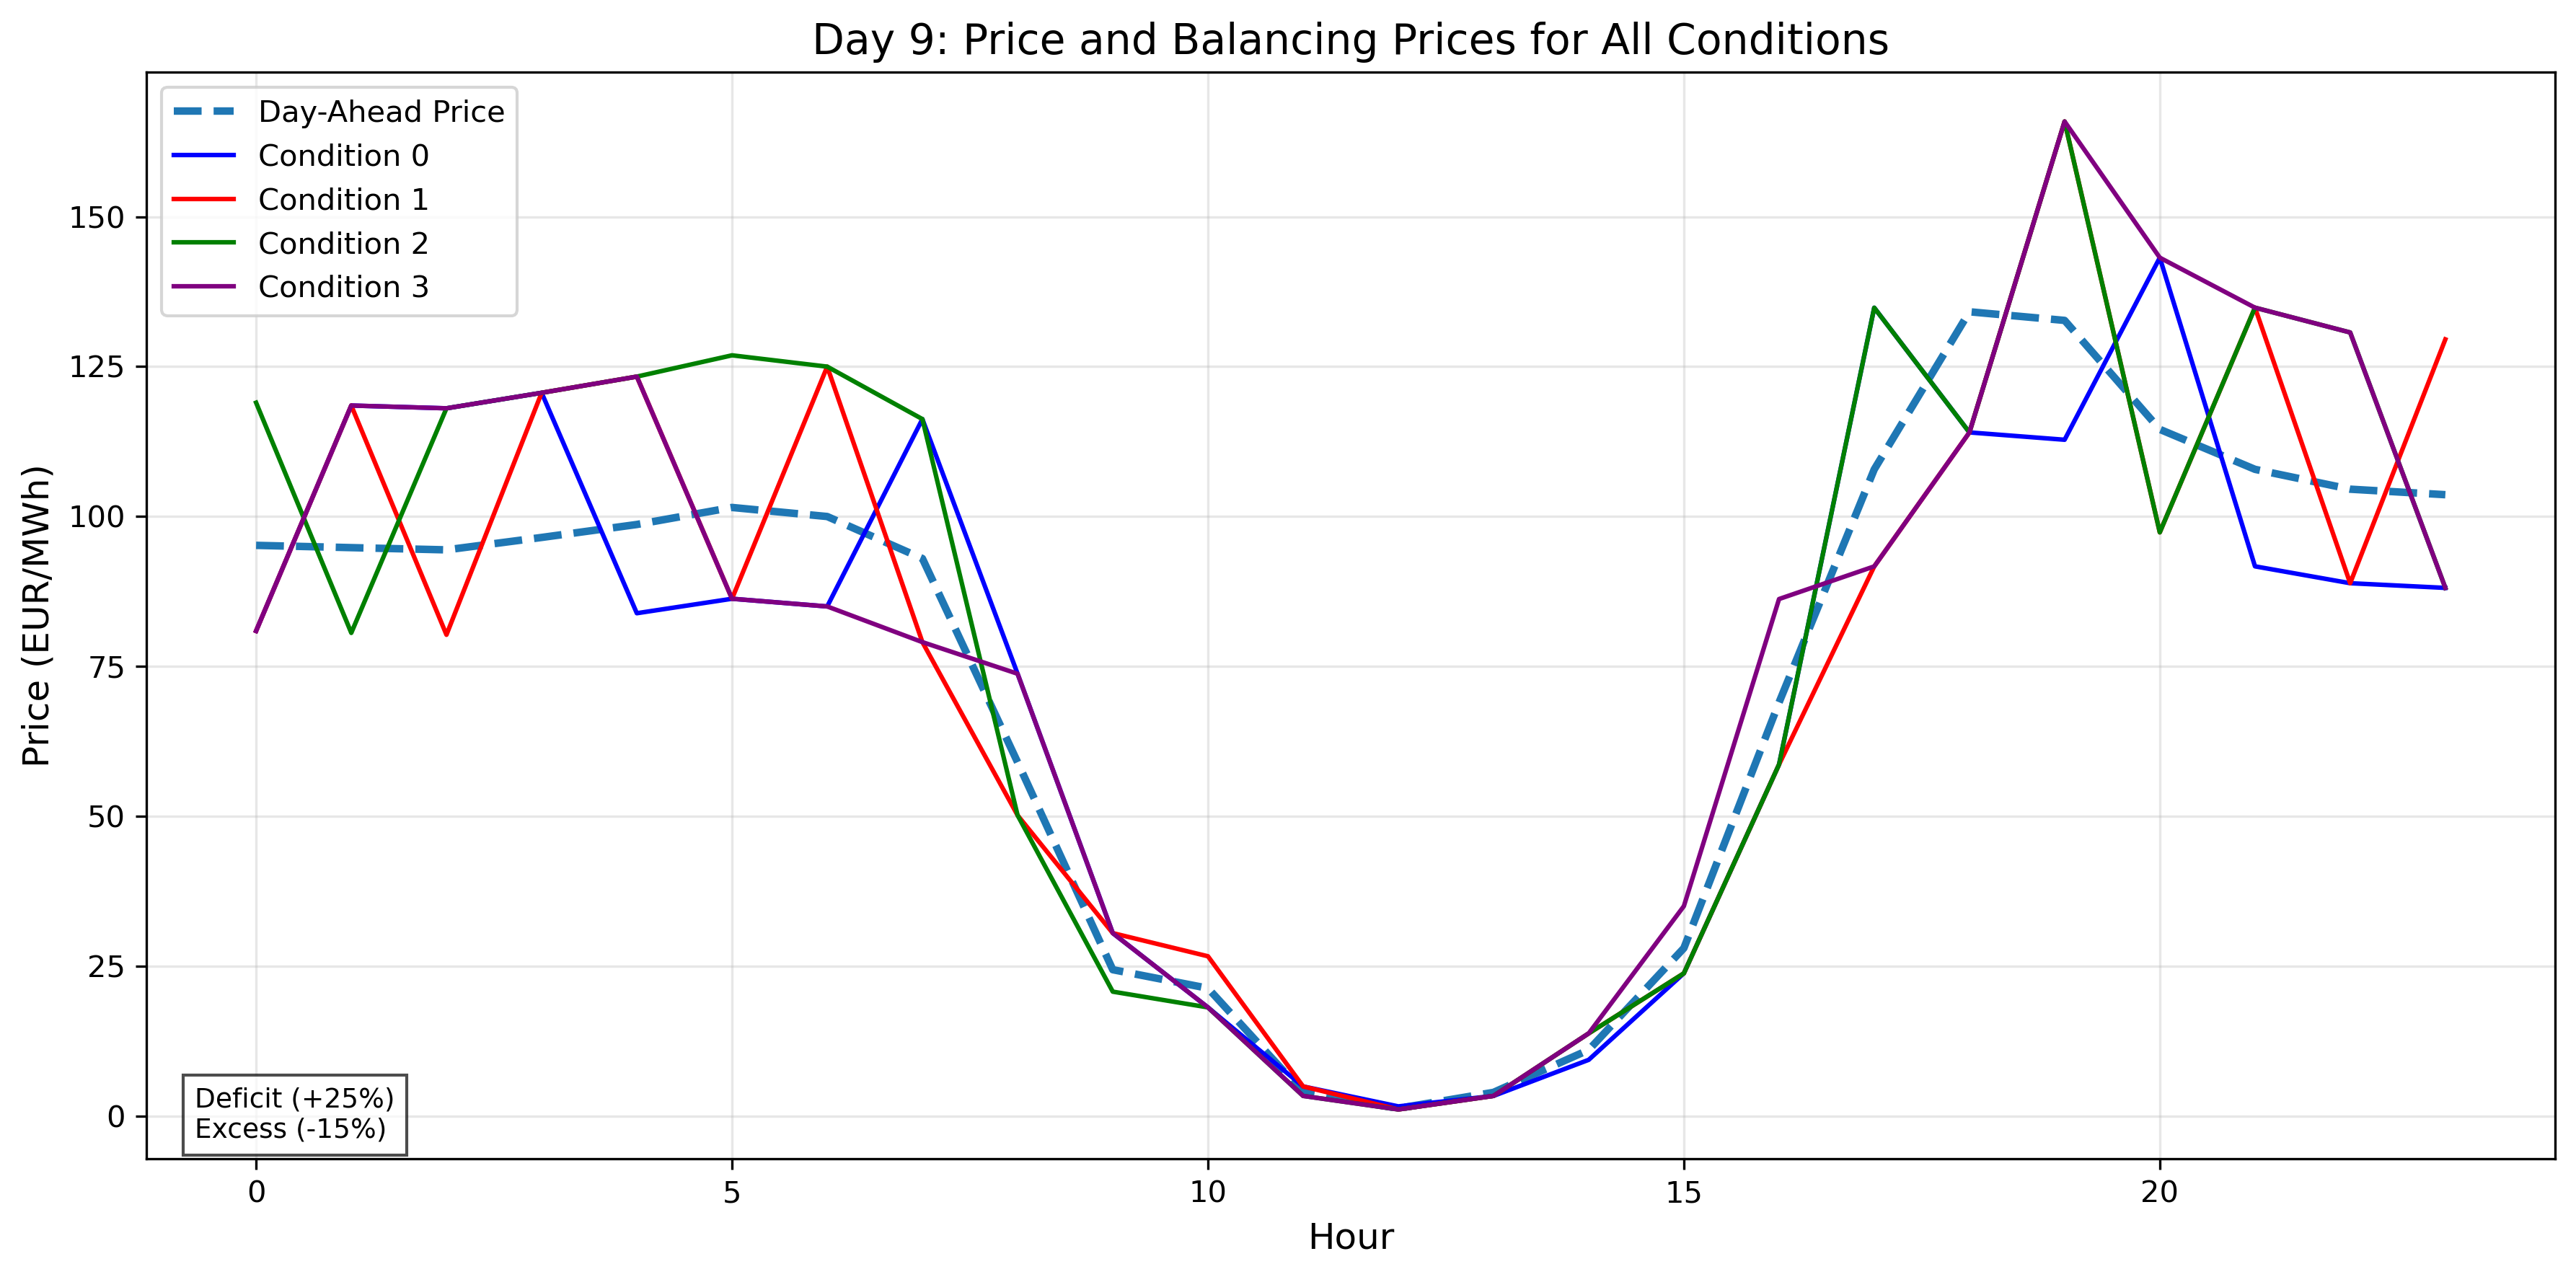 Day 9: Price and Balancing Prices for All Conditions
Day-Ahead Price
Condition 0
Condition 1
Condition 2
Condition 3
Price (EUR/MWh)
150
125
100
75
50
25
0
Deficit (+25%)
Excess (-15%)
0 5 10 15 20
Hour